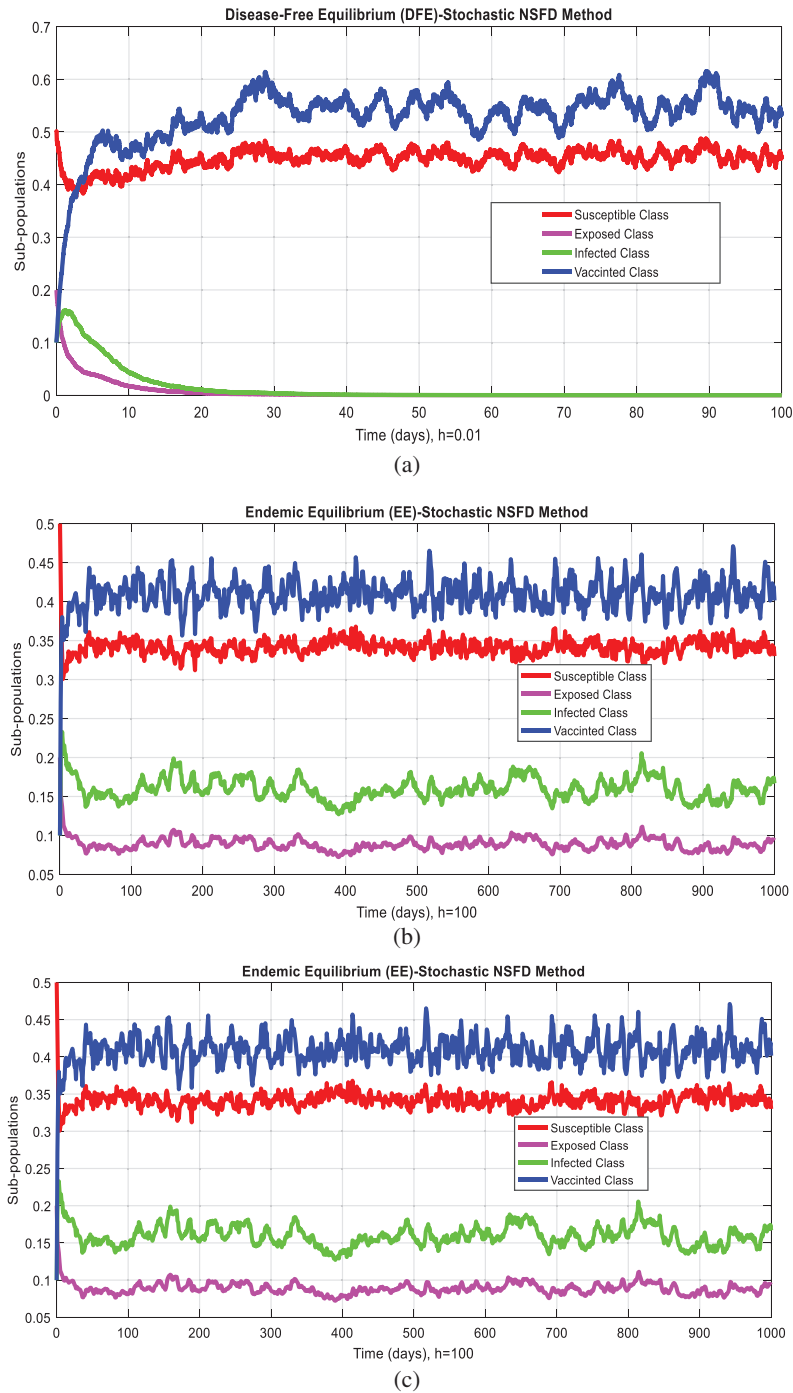 Disease-Free Equilibrium (DFE)-Stochastic NSFD Method
0.7
0.6
0.5
0.4
0.3
0.2
0.1
0
Sub-populations
Susceptible Class
Exposed Class
Infected Class
Vaccinted Class
0 10 20 30 40 50 60 70 80 90 100
Time (days), h=0.01
(a)
Endemic Equilibrium (EE)-Stochastic NSFD Method
0.5
0.45
0.4
0.35
0.3
0.25
0.2
0.15
0.1
0.05
Sub-populations
Susceptible Class
Exposed Class
Infected Class
Vaccinted Class
0 100 200 300 400 500 600 700 800 900 1000
Time (days), h=100
(b)
Endemic Equilibrium (EE)-Stochastic NSFD Method
0.5
0.45
0.4
0.35
0.3
0.25
0.2
0.15
0.1
0.05
Sub-populations
Susceptible Class
Exposed Class
Infected Class
Vaccinted Class
0 100 200 300 400 500 600 700 800 900 1000
Time (days), h=100
(c)